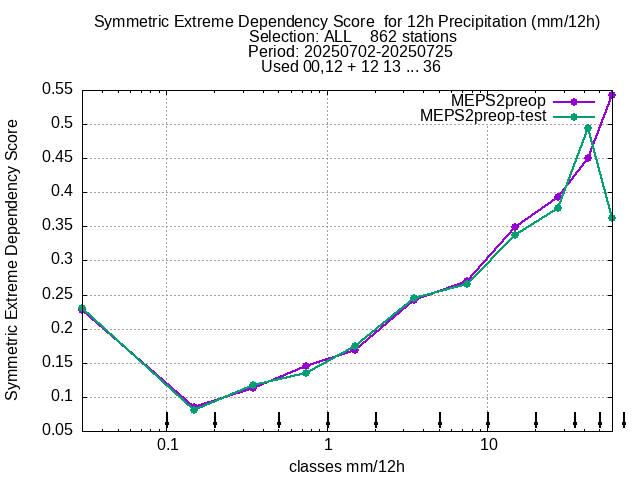 Symmetric Extreme Dependency Score  for 12h Precipitation (mm/12h)
Selection: ALL    862 stations
Period: 20250702-20250725
Used 00,12 + 12 13 ... 36
MEPS2preop
MEPS2preop-test
0.55
0.5
0.45
0.4
0.35
0.3
0.25
0.2
0.15
0.1
0.05
Symmetric Extreme Dependency Score
0.1
1
10
classes mm/12h